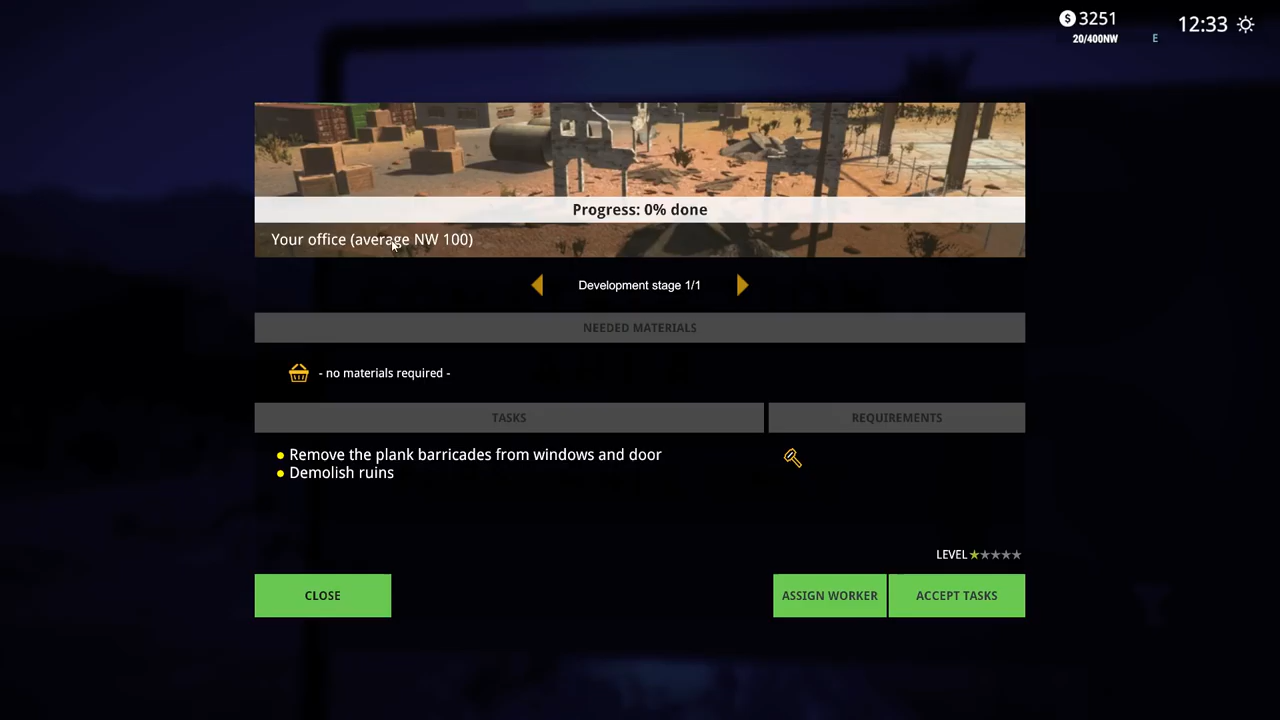 3251
20/400NW
E
12:33
Progress: 0% done
Your office (average NW 100)
Development stage 1/1
NEEDED MATERIALS
- no materials required -
TASKS
REQUIREMENTS
Remove the plank barricades from windows and door
Demolish ruins
LEVEL
CLOSE
ASSIGN WORKER
ACCEPT TASKS